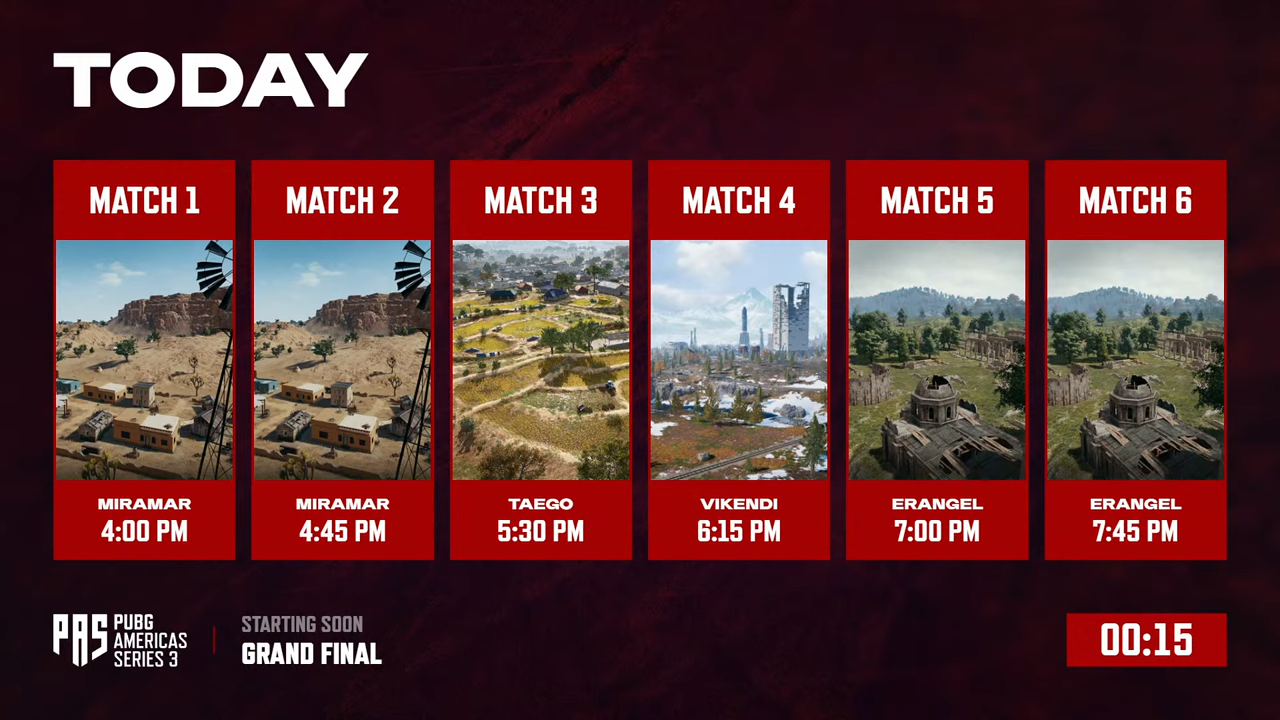 TODAY
MATCH 1
MIRAMAR
4:00 PM
MATCH 2
MIRAMAR
4:45 PM
MATCH 3
TAEGO
5:30 PM
MATCH 4
VIKENDI
6:15 PM
MATCH 5
ERANGEL
7:00 PM
MATCH 6
ERANGEL
7:45 PM
PAS
PUBG
AMERICAS
SERIES 3
STARTING SOON
GRAND FINAL
00:15